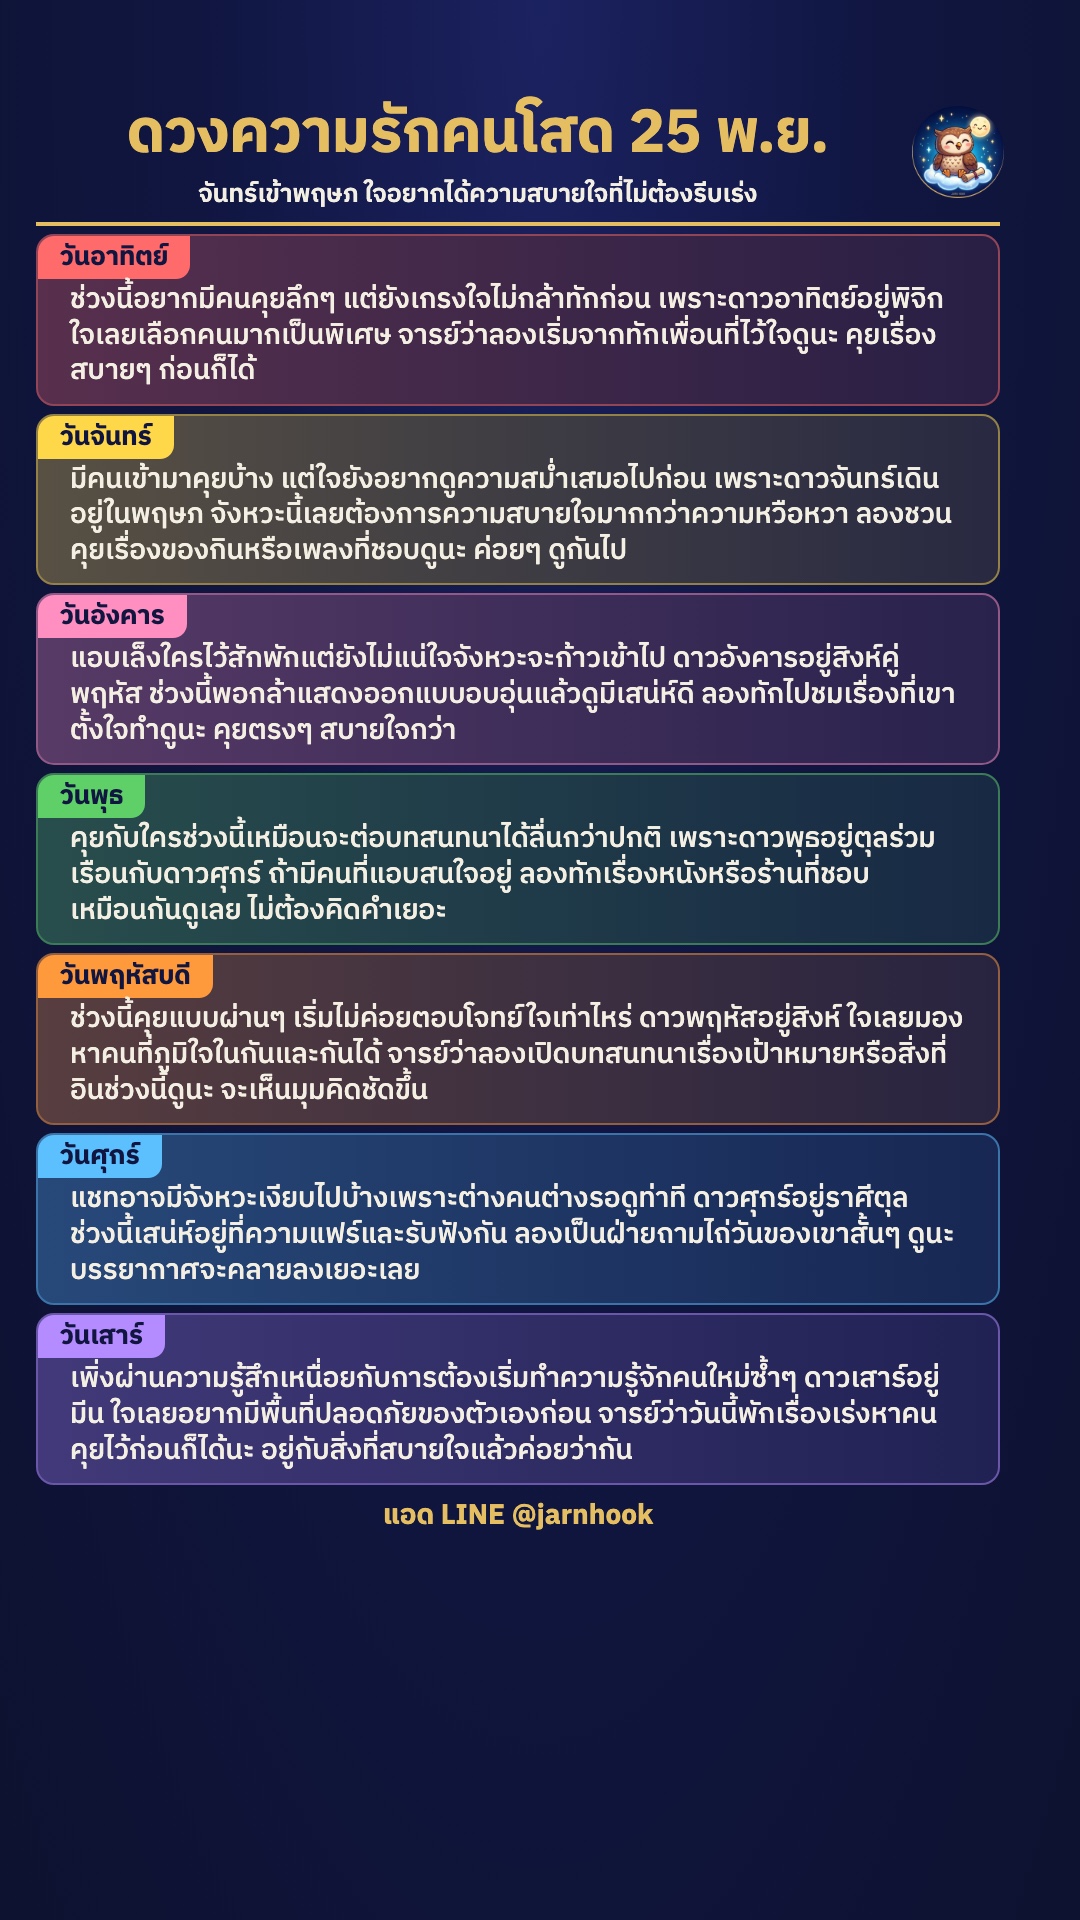 ดวงความรักคนโสด 25 พ.ย.
จันทร์เข้าพฤษภ ใจอยากได้ความสบายใจที่ไม่ต้องรีบเร่ง
วันอาทิตย์
ช่วงนี้อยากมีคนคุยลึกๆ แต่ยังเกรงใจไม่กล้าทักก่อน เพราะดาวอาทิตย์อยู่พิจิก
ใจเลยเลือกคนมากเป็นพิเศษ จารย์ว่าลองเริ่มจากทักเพื่อนที่ไว้ใจดูนะ คุยเรื่อง
สบายๆ ก่อนก็ได้
วันจันทร์
มีคนเข้ามาคุยบ้าง แต่ใจยังอยากดูความสม่ำเสมอไปก่อน เพราะดาวจันทร์เดิน
อยู่ในพฤษภ จังหวะนี้เลยต้องการความสบายใจมากกว่าความหวือหวา ลองชวน
คุยเรื่องของกินหรือเพลงที่ชอบดูนะ ค่อยๆ ดูกันไป
วันอังคาร
แอบเล็งใครไว้สักพักแต่ยังไม่แน่ใจจังหวะจะก้าวเข้าไป ดาวอังคารอยู่สิงห์คู่
พฤหัส ช่วงนี้พอกล้าแสดงออกแบบอบอุ่นแล้วดูมีเสน่ห์ดี ลองทักไปชมเรื่องที่เขา
ตั้งใจทำดูนะ คุยตรงๆ สบายใจกว่า
วันพุธ
คุยกับใครช่วงนี้เหมือนจะต่อบทสนทนาได้ลื่นกว่าปกติ เพราะดาวพุธอยู่ตุลร่วม
เรือนกับดาวศุกร์ ถ้ามีคนที่แอบสนใจอยู่ ลองทักเรื่องหนังหรือร้านที่ชอบ
เหมือนกันดูเลย ไม่ต้องคิดคำเยอะ
วันพฤหัสบดี
ช่วงนี้คุยแบบผ่านๆ เริ่มไม่ค่อยตอบโจทย์ใจเท่าไหร่ ดาวพฤหัสอยู่สิงห์ ใจเลยมอง
หาคนที่ภูมิใจในกันและกันได้ จารย์ว่าลองเปิดบทสนทนาเรื่องเป้าหมายหรือสิ่งที่
อินช่วงนี้ดูนะ จะเห็นมุมคิดชัดขึ้น
วันศุกร์
แชทอาจมีจังหวะเงียบไปบ้างเพราะต่างคนต่างรอดูท่าที ดาวศุกร์อยู่ราศีตุล
ช่วงนี้เสน่ห์อยู่ที่ความแฟร์และรับฟังกัน ลองเป็นฝ่ายถามไถ่วันของเขาสั้นๆ ดูนะ
บรรยากาศจะคลายลงเยอะเลย
วันเสาร์
เพิ่งผ่านความรู้สึกเหนื่อยกับการต้องเริ่มทำความรู้จักคนใหม่ซ้ำๆ ดาวเสาร์อยู่
มีน ใจเลยอยากมีพื้นที่ปลอดภัยของตัวเองก่อน จารย์ว่าวันนี้พักเรื่องเร่งหาคน
คุยไว้ก่อนก็ได้นะ อยู่กับสิ่งที่สบายใจแล้วค่อยว่ากัน
แอด LINE @jarnhook